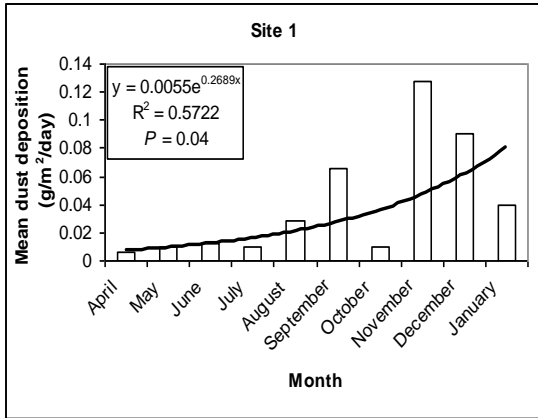 Site 1
y = 0.0055e^0.2689x
R² = 0.5722
P = 0.04
Mean dust deposition
(g/m²/day)
0.14
0.12
0.1
0.08
0.06
0.04
0.02
0
April
May
June
July
August
September
October
November
December
January
Month